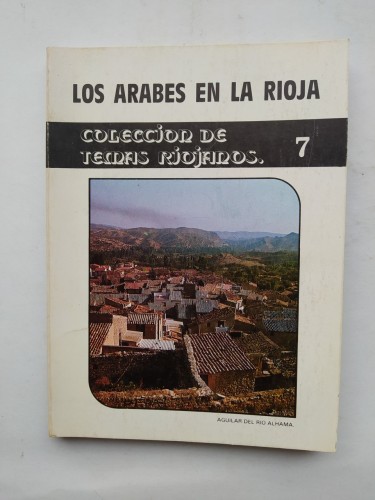 LOS ARABES EN LA RIOJA
COLECCION DE
TEMAS RIOJANOS. 7
AGUILAR DEL RIO ALHAMA.